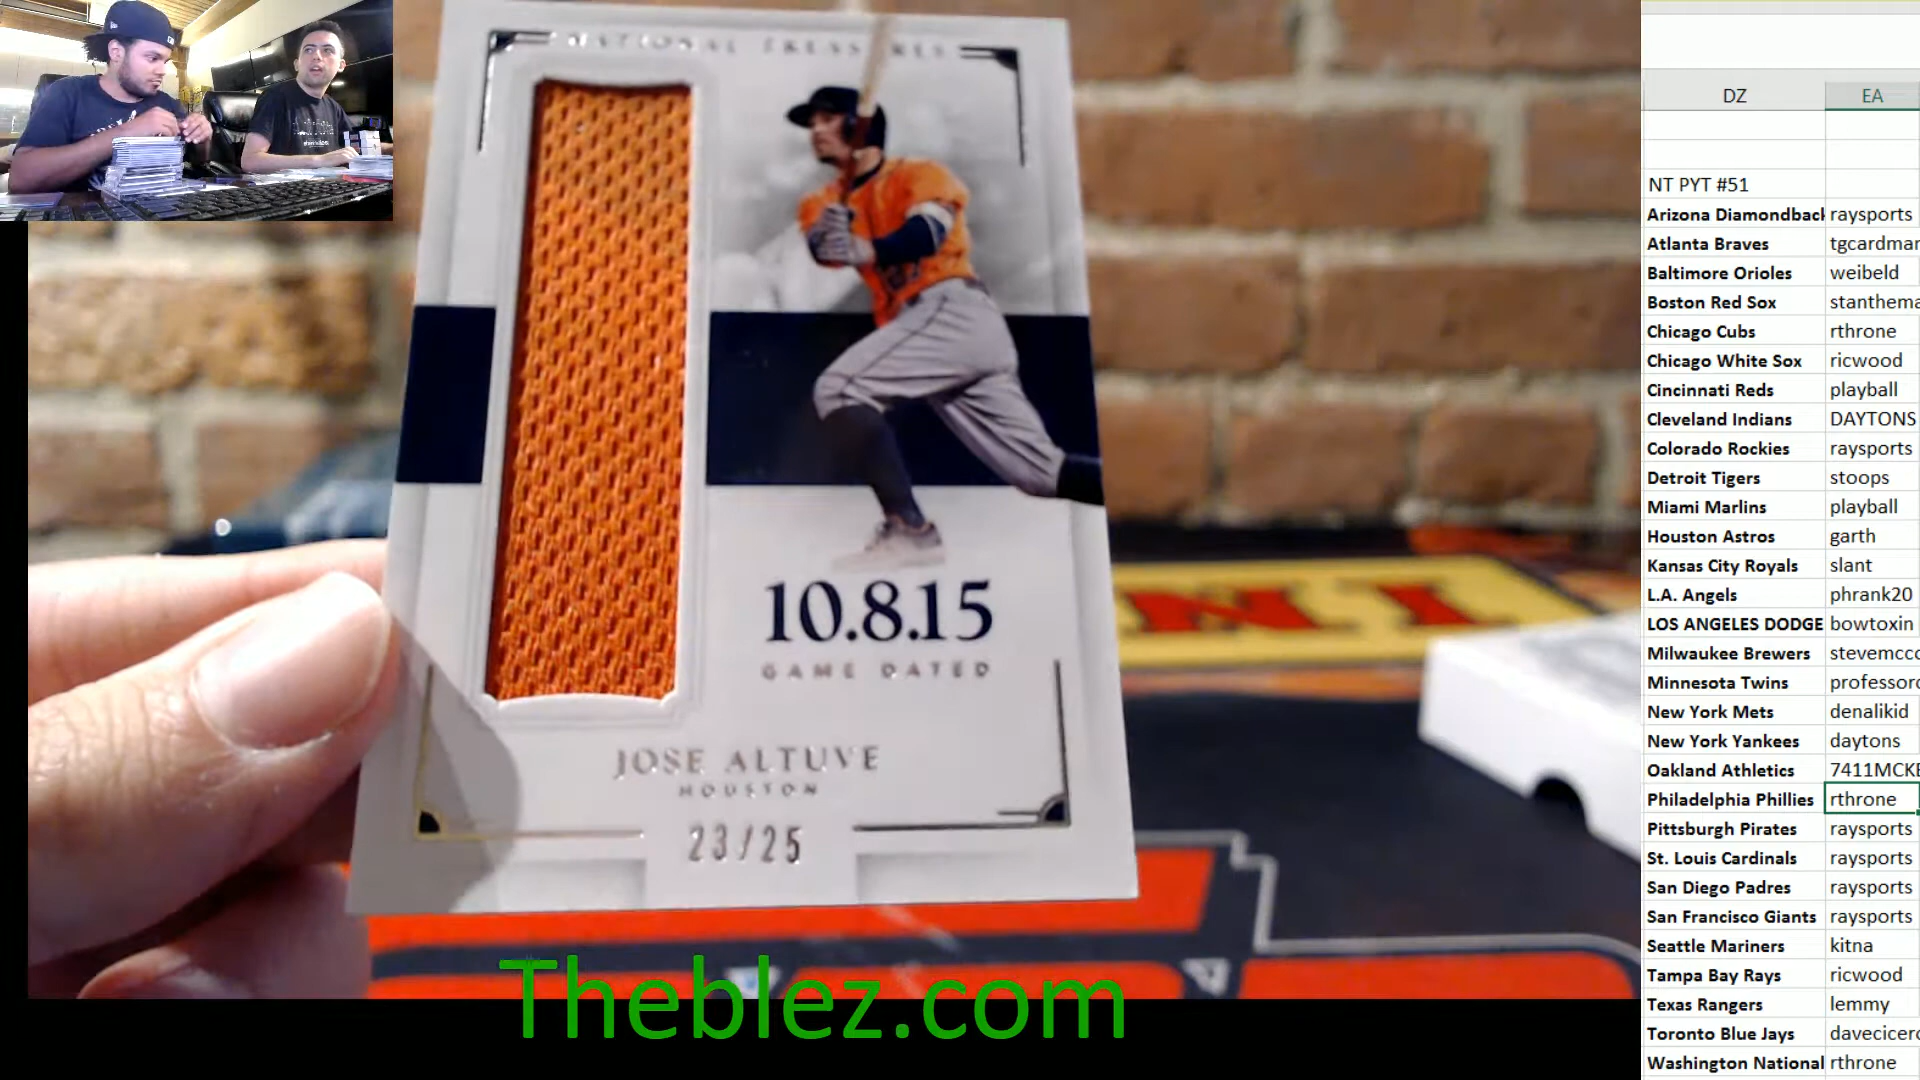 NATIONAL TREASURES
10.8.15
GAME DATED
JOSE ALTUVE
HOUSTON
23/25
Theblez.com
DZ EA
NT PYT #51
Arizona Diamondback raysports
Atlanta Braves tgcardmar
Baltimore Orioles weibeld
Boston Red Sox stanthema
Chicago Cubs rthrone
Chicago White Sox ricwood
Cincinnati Reds playball
Cleveland Indians DAYTONS
Colorado Rockies raysports
Detroit Tigers stoops
Miami Marlins playball
Houston Astros garth
Kansas City Royals slant
L.A. Angels phrank20
LOS ANGELES DODGE bowtoxin
Milwaukee Brewers stevemcco
Minnesota Twins professoro
New York Mets denalikid
New York Yankees daytons
Oakland Athletics 7411MCKE
Philadelphia Phillies rthrone
Pittsburgh Pirates raysports
St. Louis Cardinals raysports
San Diego Padres raysports
San Francisco Giants raysports
Seattle Mariners kitna
Tampa Bay Rays ricwood
Texas Rangers lemmy
Toronto Blue Jays davecicero
Washington National rthrone